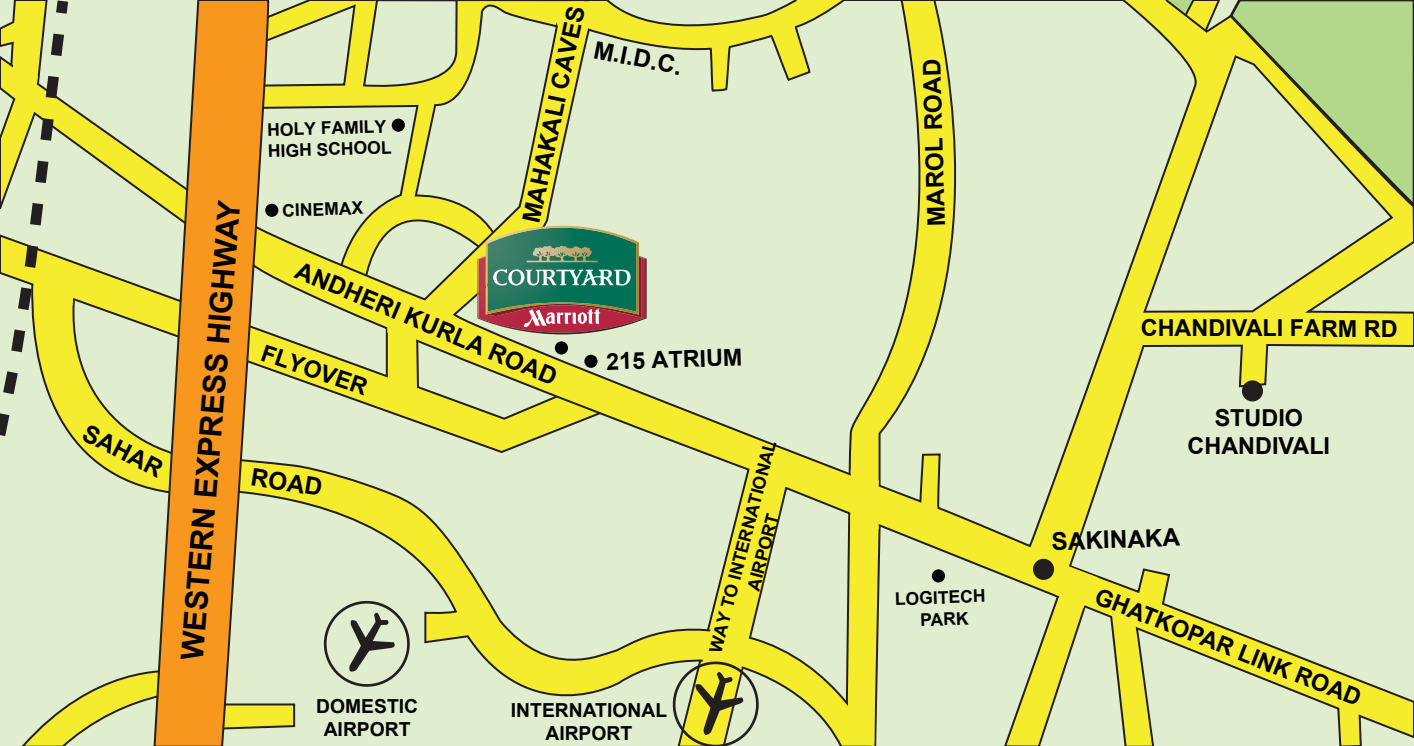 M.I.D.C.
MAHAKALI CAVES
MAROL ROAD
HOLY FAMILY
HIGH SCHOOL
CINEMAX
COURTYARD
Marriott
ANDHERI KURLA ROAD
215 ATRIUM
FLYOVER
WESTERN EXPRESS HIGHWAY
SAHAR
ROAD
CHANDIVALI FARM RD
STUDIO
CHANDIVALI
SAKINAKA
LOGITECH
PARK
GHATKOPAR LINK ROAD
WAY TO INTERNATIONAL
AIRPORT
DOMESTIC
AIRPORT
INTERNATIONAL
AIRPORT